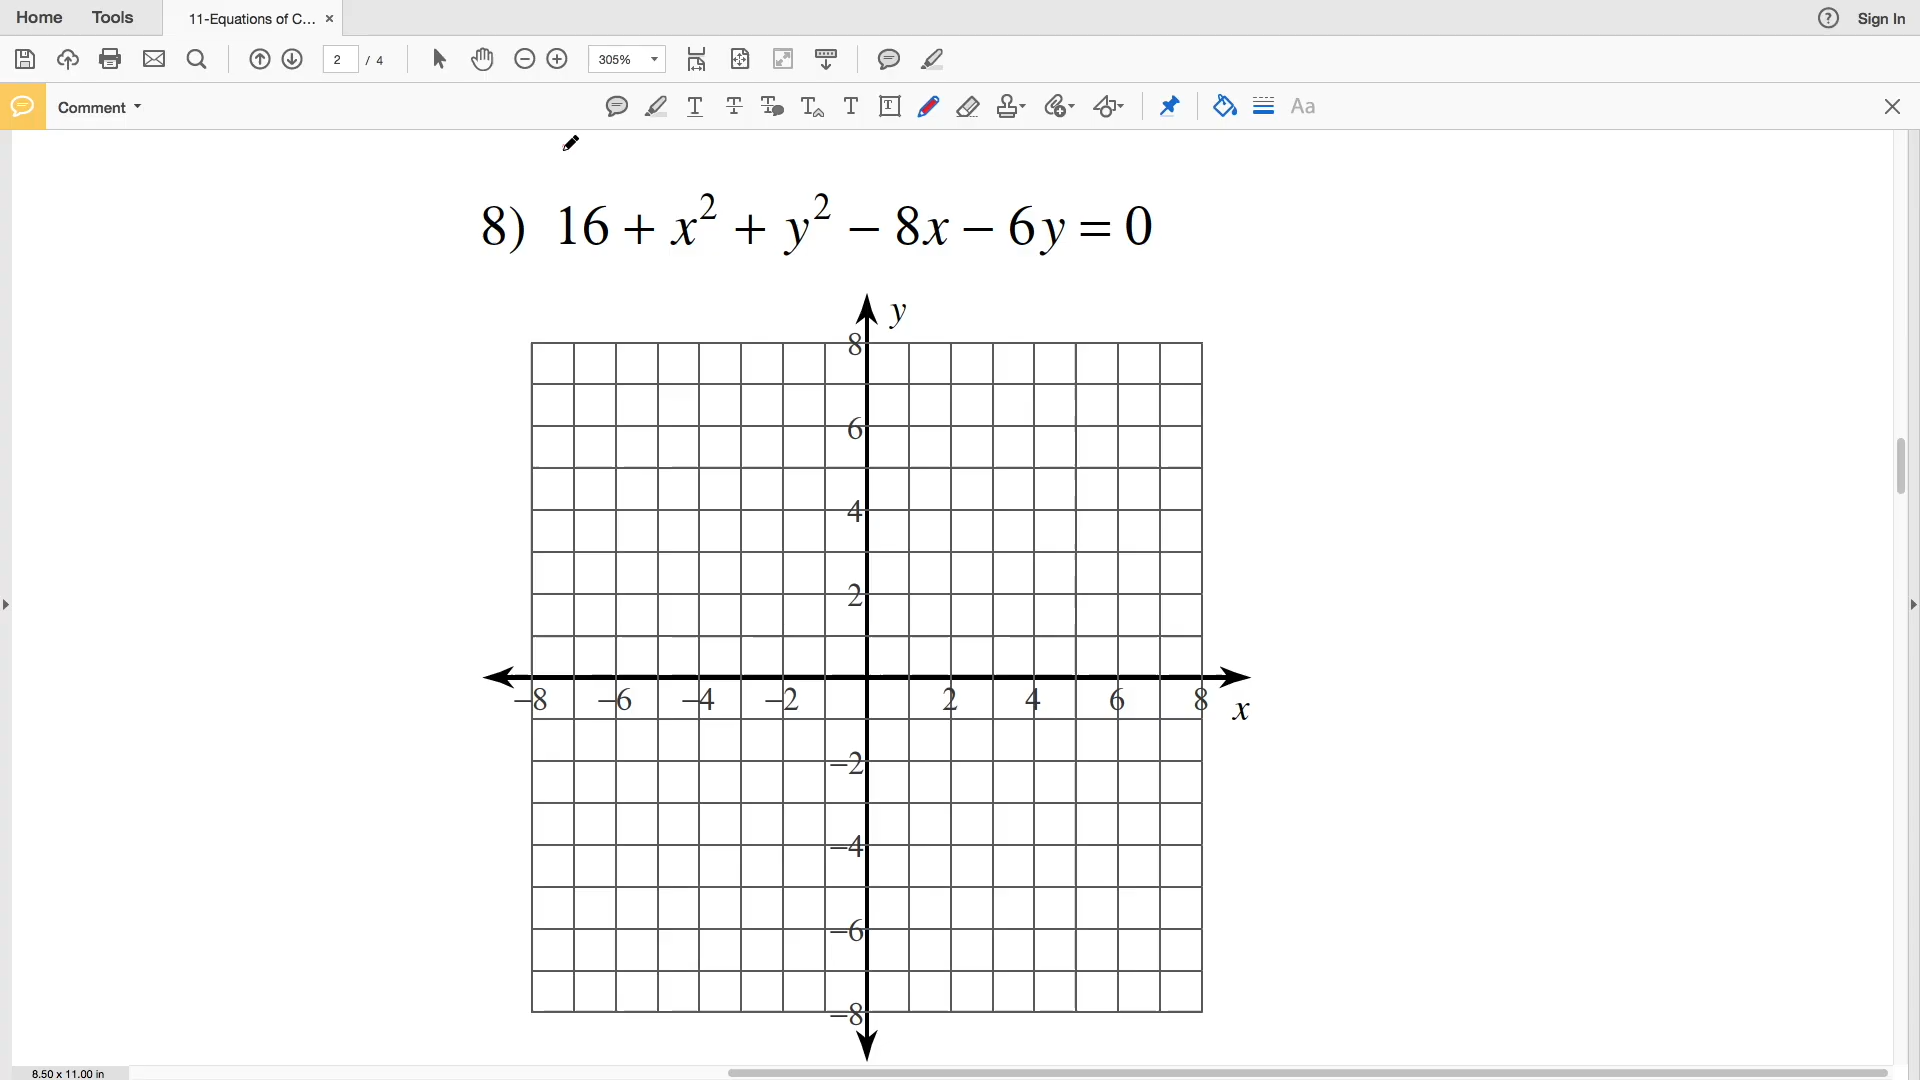 Home Tools 11-Equations of C... × ? Sign In
2 / 4 305%
Comment T T T T T T Aa
8) 16 + x² + y² − 8x − 6y = 0
y
8
6
4
2
−8 −6 −4 −2 2 4 6 8 x
−2
−4
−6
−8
8.50 x 11.00 in